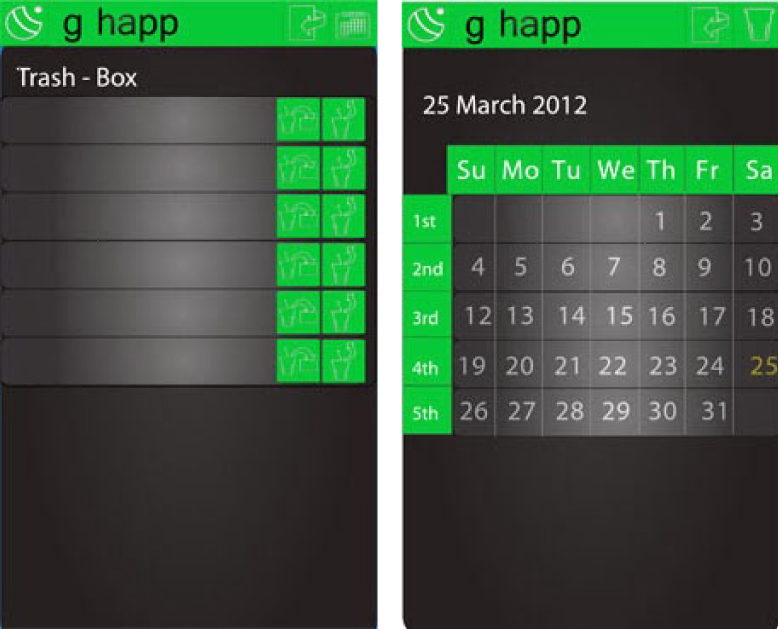 g happ
Trash - Box
g happ
25 March 2012
Su Mo Tu We Th Fr Sa
1st 1 2 3
2nd 4 5 6 7 8 9 10
3rd 12 13 14 15 16 17 18
4th 19 20 21 22 23 24 25
5th 26 27 28 29 30 31